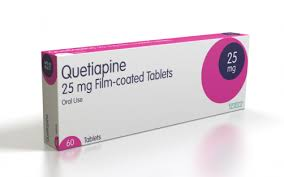 Quetiapine
25 mg Film-coated Tablets
Oral Use
25
mg
60
Tablets